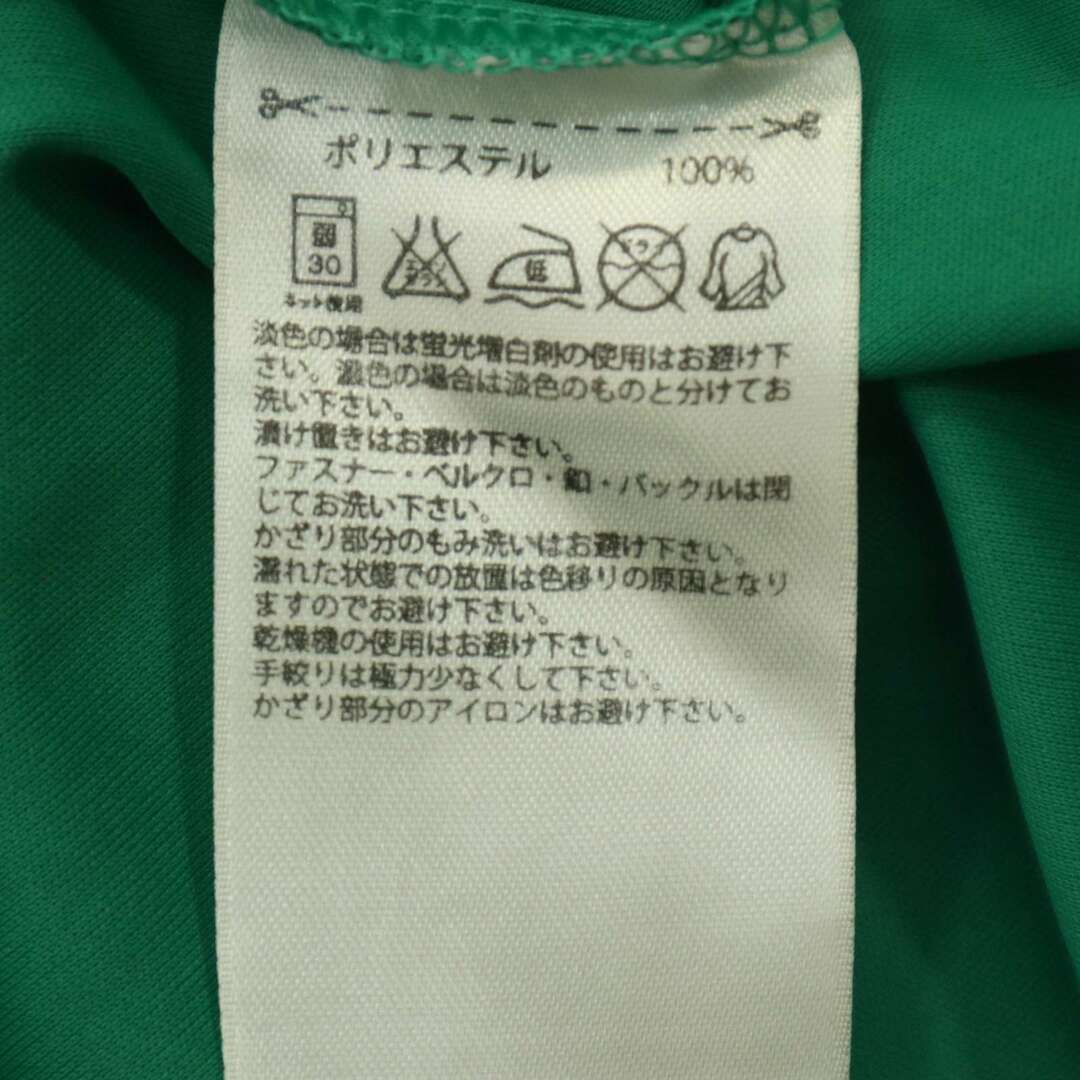 ポリエステル 100%
弱 低 ドライ
30
ネット使用
淡色の場合は蛍光増白剤の使用はお避け下
さい。濃色の場合は淡色のものと分けてお
洗い下さい。
漬け置きはお避け下さい。
ファスナー・ベルクロ・釦・バックルは閉
じてお洗い下さい。
かざり部分のもみ洗いはお避け下さい。
濡れた状態での放置は色移りの原因となり
ますのでお避け下さい。
乾燥機の使用はお避け下さい。
手絞りは極力少なくして下さい。
かざり部分のアイロンはお避け下さい。